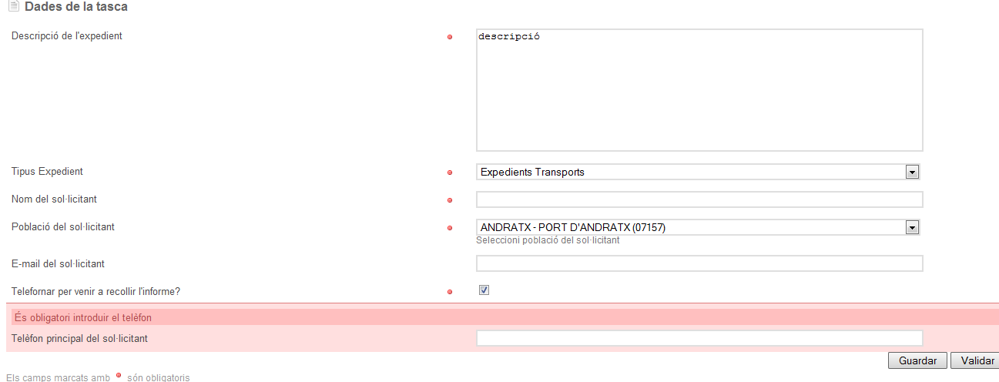 Dades de la tasca
Descripció de l'expedient
descripció
Tipus Expedient
Expedients Transports
Nom del sol·licitant
Població del sol·licitant
ANDRATX - PORT D'ANDRATX (07157)
Seleccioni població del sol·licitant
E-mail del sol·licitant
Telefornar per venir a recollir l'informe?
És obligatori introduir el telèfon
Telèfon principal del sol·licitant
Guardar Validar
Els camps marcats amb són obligatoris